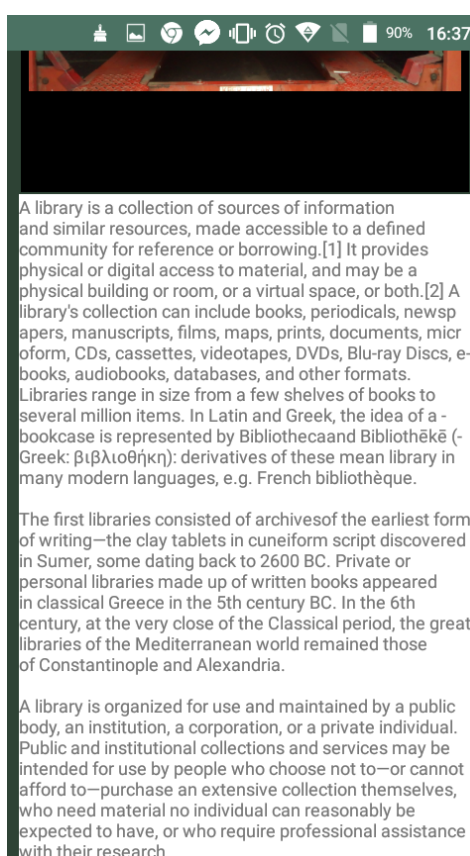 90% 16:37
A library is a collection of sources of information
and similar resources, made accessible to a defined
community for reference or borrowing.[1] It provides
physical or digital access to material, and may be a
physical building or room, or a virtual space, or both.[2] A
library's collection can include books, periodicals, newsp
apers, manuscripts, films, maps, prints, documents, micr
oform, CDs, cassettes, videotapes, DVDs, Blu-ray Discs, e-
books, audiobooks, databases, and other formats.
Libraries range in size from a few shelves of books to
several million items. In Latin and Greek, the idea of a -
bookcase is represented by Bibliothecaand Bibliothēkē (-
Greek: βιβλιοθήκη): derivatives of these mean library in
many modern languages, e.g. French bibliothèque.
The first libraries consisted of archivesof the earliest form
of writing—the clay tablets in cuneiform script discovered
in Sumer, some dating back to 2600 BC. Private or
personal libraries made up of written books appeared
in classical Greece in the 5th century BC. In the 6th
century, at the very close of the Classical period, the great
libraries of the Mediterranean world remained those
of Constantinople and Alexandria.
A library is organized for use and maintained by a public
body, an institution, a corporation, or a private individual.
Public and institutional collections and services may be
intended for use by people who choose not to—or cannot
afford to—purchase an extensive collection themselves,
who need material no individual can reasonably be
expected to have, or who require professional assistance
with their research